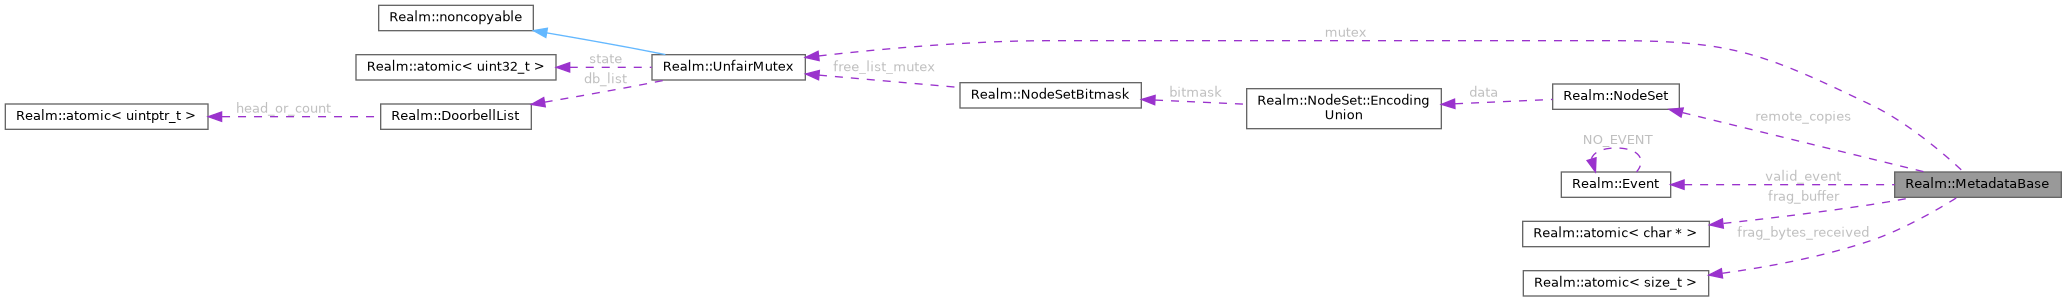 Realm::noncopyable
mutex
state
Realm::atomic< uint32_t >
Realm::UnfairMutex
free_list_mutex
db_list
Realm::NodeSetBitmask
bitmask
Realm::NodeSet::Encoding
Union
data
Realm::NodeSet
head_or_count
Realm::atomic< uintptr_t >
Realm::DoorbellList
remote_copies
NO_EVENT
Realm::Event
valid_event
Realm::MetadataBase
frag_buffer
Realm::atomic< char * >
frag_bytes_received
Realm::atomic< size_t >